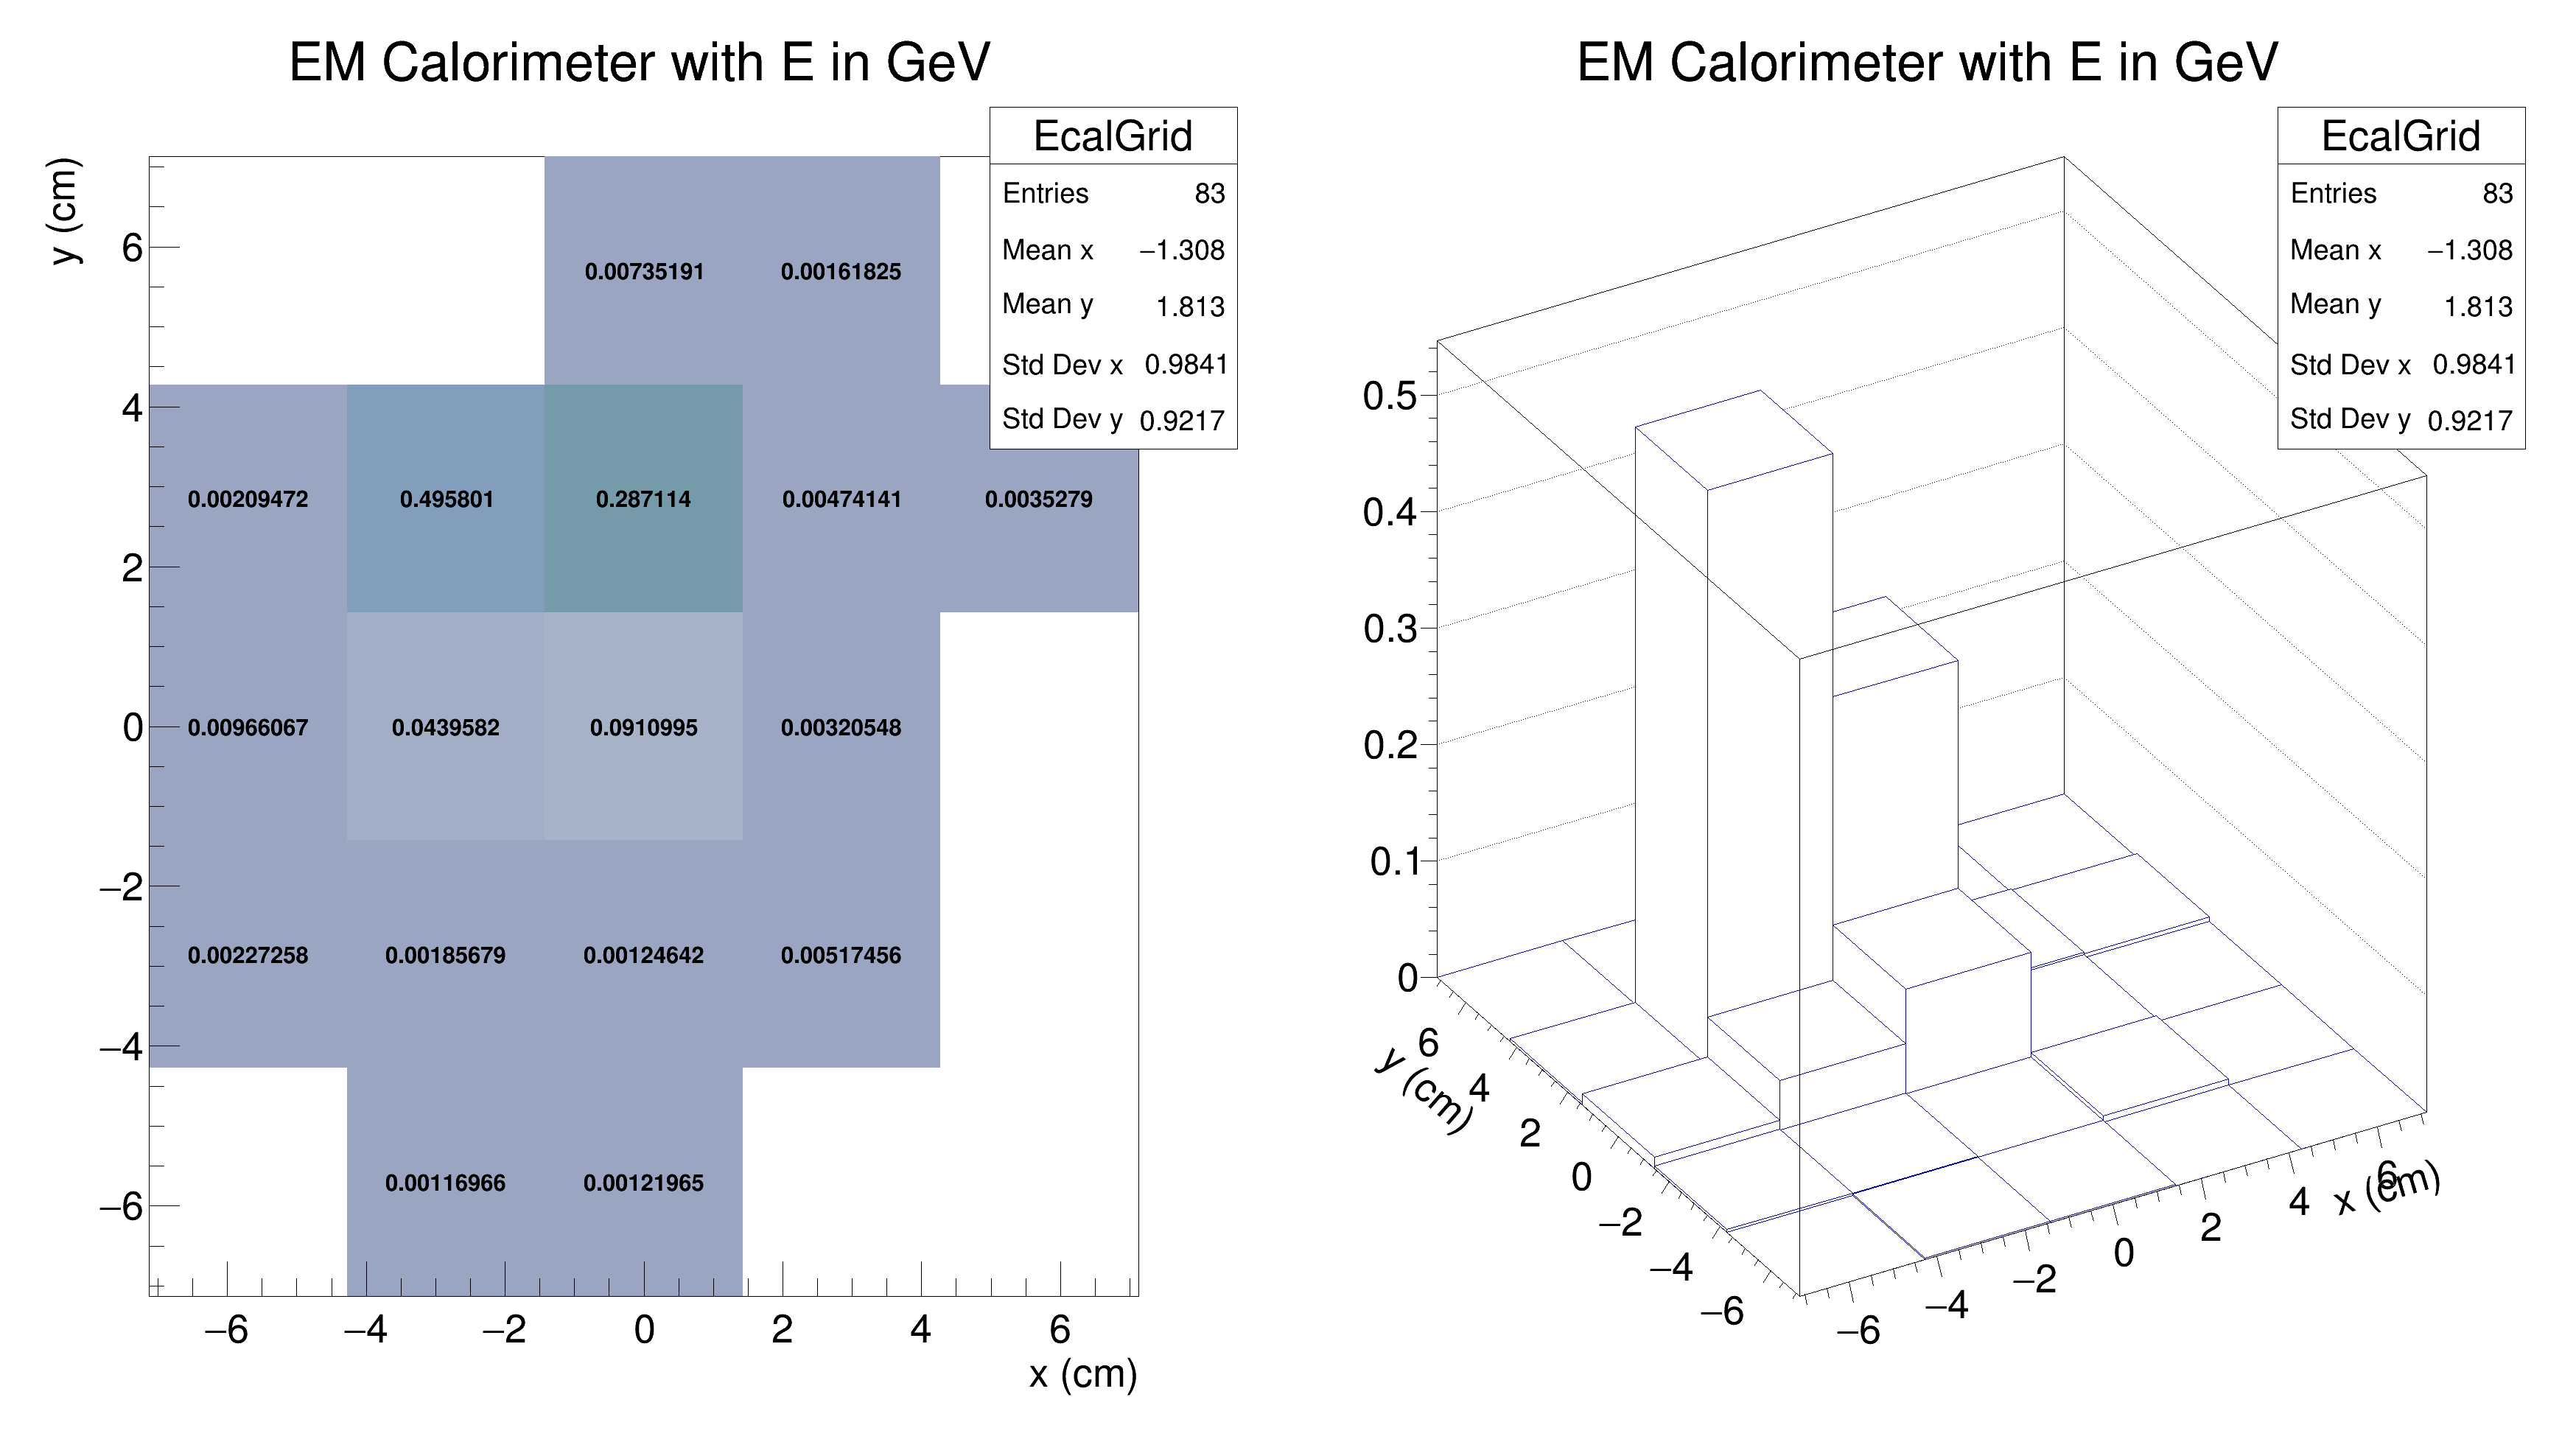 EM Calorimeter with E in GeV
EcalGrid
Entries 83
Mean x −1.308
Mean y 1.813
Std Dev x 0.9841
Std Dev y 0.9217
y (cm)
6
4
2
0
−2
−4
−6
0.00735191 0.00161825
0.00209472 0.495801 0.287114 0.00474141 0.0035279
0.00966067 0.0439582 0.0910995 0.00320548
0.00227258 0.00185679 0.00124642 0.00517456
0.00116966 0.00121965
−6 −4 −2 0 2 4 6
x (cm)
EM Calorimeter with E in GeV
EcalGrid
Entries 83
Mean x −1.308
Mean y 1.813
Std Dev x 0.9841
Std Dev y 0.9217
0.5
0.4
0.3
0.2
0.1
0
y (cm)
6
4
2
0
−2
−4
−6
−6 −4 −2 0 2 4 6
x (cm)